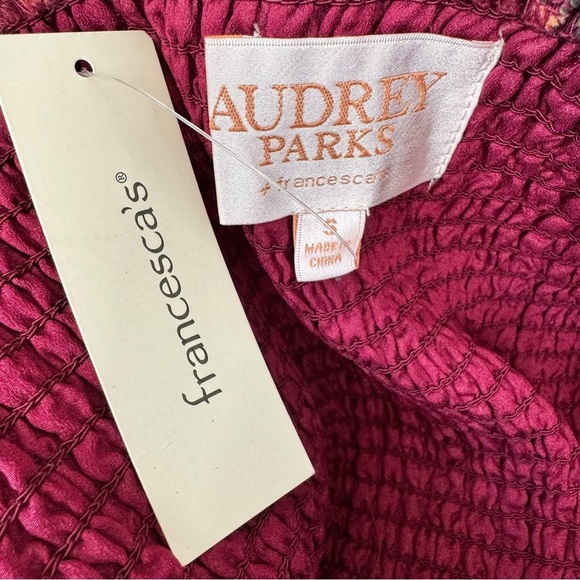 AUDREY
PARKS
+ francesca's
S
MADE IN
CHINA
francesca's®